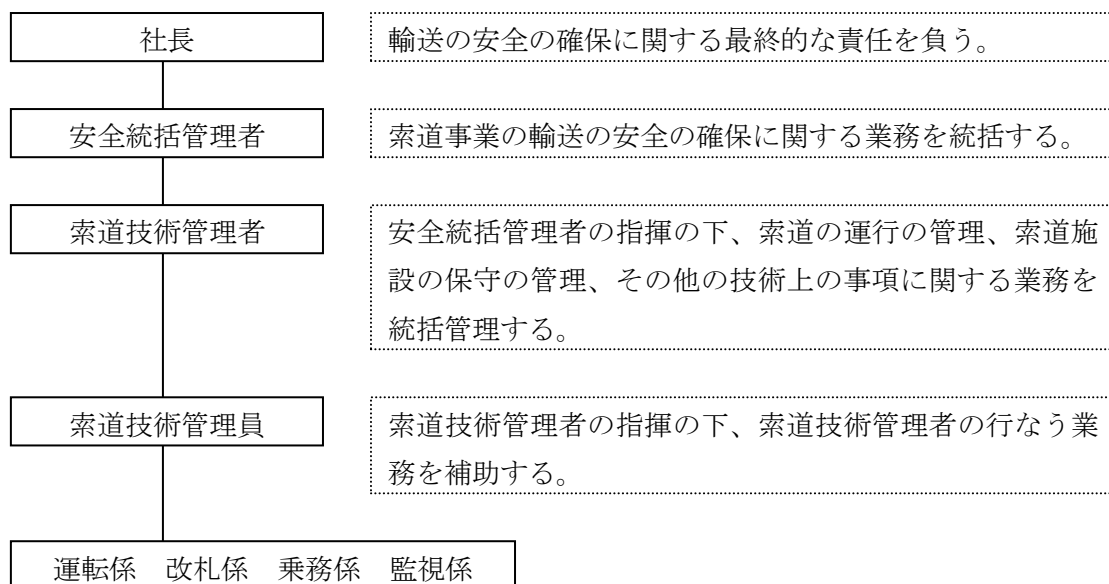 社長
輸送の安全の確保に関する最終的な責任を負う。
安全統括管理者
索道事業の輸送の安全の確保に関する業務を統括する。
索道技術管理者
安全統括管理者の指揮の下、索道の運行の管理、索道施
設の保守の管理、その他の技術上の事項に関する業務を
統括管理する。
索道技術管理員
索道技術管理者の指揮の下、索道技術管理者の行なう業
務を補助する。
運転係　改札係　乗務係　監視係